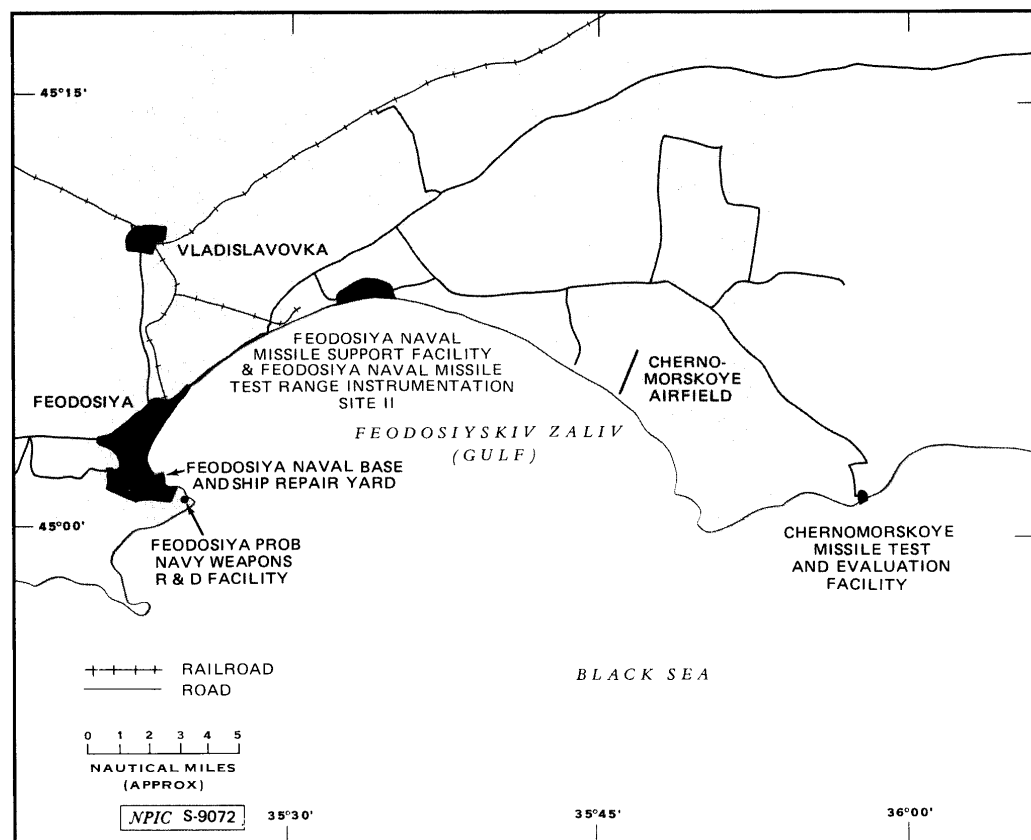 45°15'
VLADISLAVOVKA
FEODOSIYA NAVAL
MISSILE SUPPORT FACILITY
& FEODOSIYA NAVAL MISSILE
TEST RANGE INSTRUMENTATION
SITE II
CHERNO-
MORSKOYE
AIRFIELD
FEODOSIYA
FEODOSIYSKIV ZALIV
(GULF)
FEODOSIYA NAVAL BASE
AND SHIP REPAIR YARD
45°00'
FEODOSIYA PROB
NAVY WEAPONS
R & D FACILITY
CHERNOMORSKOYE
MISSILE TEST
AND EVALUATION
FACILITY
BLACK SEA
RAILROAD
ROAD
0 1 2 3 4 5
NAUTICAL MILES
(APPROX)
NPIC S-9072
35°30' 35°45' 36°00'